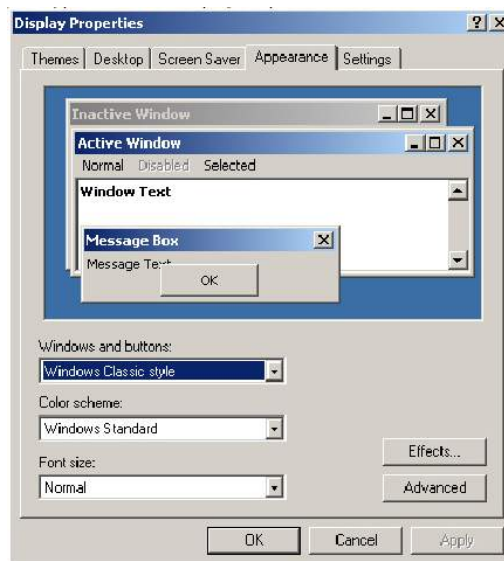 Display Properties
Themes Desktop Screen Saver Appearance Settings
Inactive Window
Active Window
Normal Disabled Selected
Window Text
Message Box
Message Text
OK
Windows and buttons:
Windows Classic style
Color scheme:
Windows Standard
Font size:
Normal
Effects...
Advanced
OK Cancel Apply